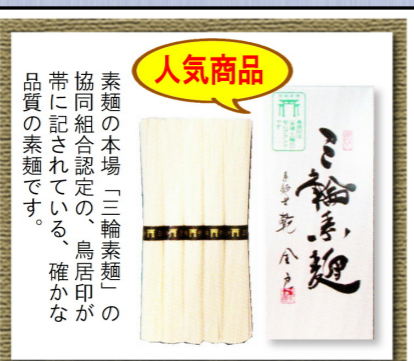 人気商品
素麺の本場「三輪素麺」の
協同組合認定の、鳥居印が
帯に記されている、確かな
品質の素麺です。
三輪素麺